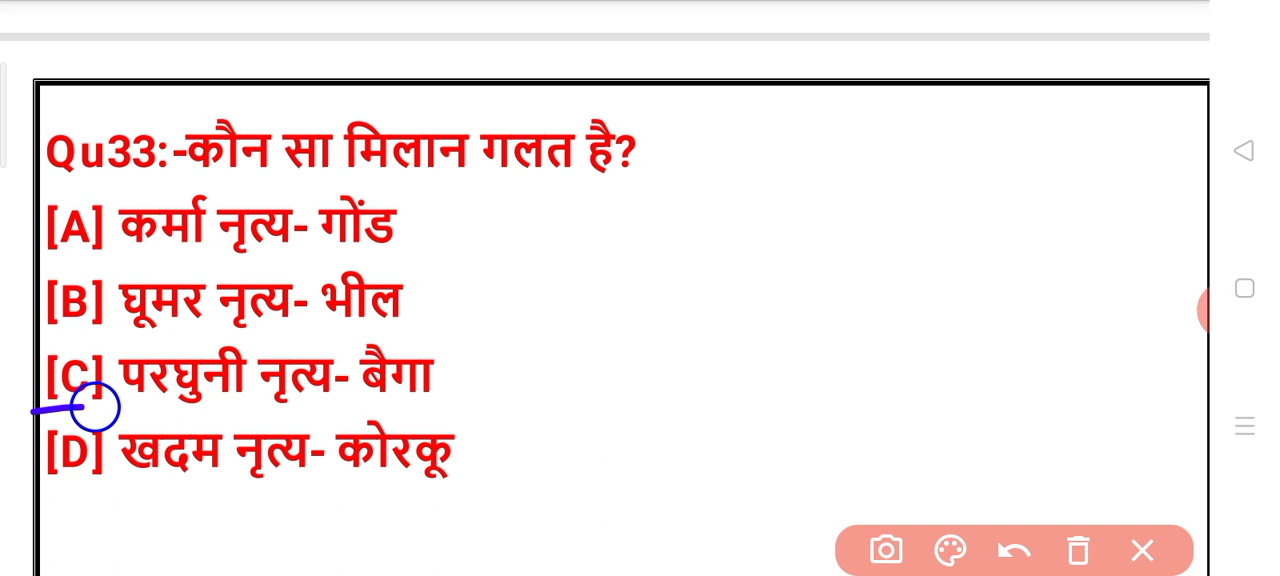 Qu33:-कौन सा मिलान गलत है?
[A] कर्मा नृत्य- गोंड
[B] घूमर नृत्य- भील
[C] परघुनी नृत्य- बैगा
[D] खदम नृत्य- कोरकू